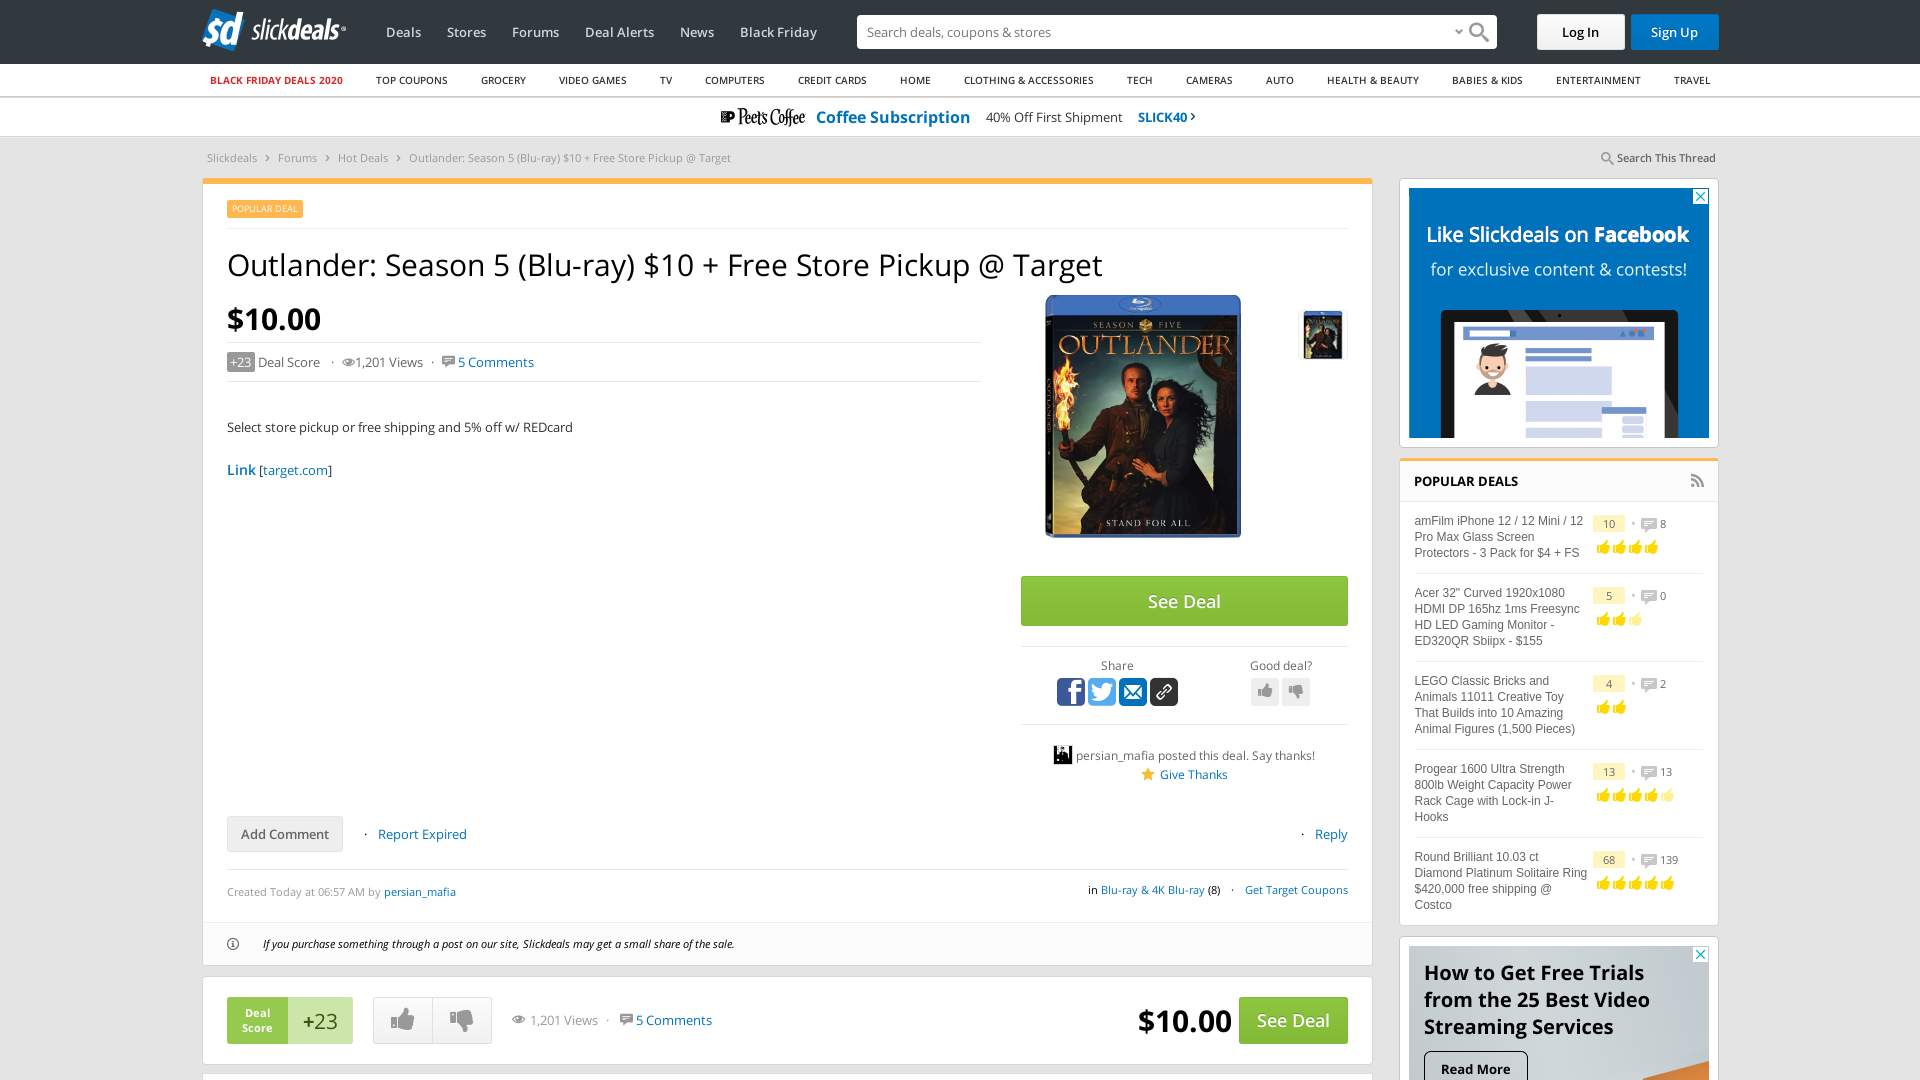 sd slickdeals
Deals Stores Forums Deal Alerts News Black Friday
Search deals, coupons & shops
Log In
Sign Up
BLACK FRIDAY DEALS 2020 TOP COUPONS GROCERY VIDEO GAMES TV COMPUTERS CREDIT CARDS HOME CLOTHING & ACCESSORIES TECH CAMERAS AUTO HEALTH & BEAUTY BABIES & KIDS ENTERTAINMENT TRAVEL
Peet's Coffee Coffee Subscription 40% Off First Shipment SLICK40 ›
Slickdeals › Forums › Hot Deals › Outlander: Season 5 (Blu-ray) $10 + Free Store Pickup @ Target
Search This Thread
POPULAR DEAL
Outlander: Season 5 (Blu-ray) $10 + Free Store Pickup @ Target
$10.00
+23 Deal Score · 1,201 Views · 5 Comments
Select store pickup or free shipping and 5% off w/ REDcard
Link [target.com]
SEASON FIVE
OUTLANDER
STAND FOR ALL
See Deal
Share
Good deal?
persian_mafia posted this deal. Say thanks!
Give Thanks
Add Comment · Report Expired
· Reply
Created Today at 06:57 AM by persian_mafia
in Blu-ray & 4K Blu-ray (8) · Get Target Coupons
If you purchase something through a post on our site, Slickdeals may get a small share of the sale.
Deal
Score
+23
1,201 Views · 5 Comments
$10.00
See Deal
Like Slickdeals on Facebook
for exclusive content & contests!
POPULAR DEALS
amFilm iPhone 12 / 12 Mini / 12
Pro Max Glass Screen
Protectors - 3 Pack for $4 + FS
10 • 8
Acer 32" Curved 1920x1080
HDMI DP 165hz 1ms Freesync
HD LED Gaming Monitor -
ED320QR Sbiipx - $155
5 • 0
LEGO Classic Bricks and
Animals 11011 Creative Toy
That Builds into 10 Amazing
Animal Figures (1,500 Pieces)
4 • 2
Progear 1600 Ultra Strength
800lb Weight Capacity Power
Rack Cage with Lock-in J-
Hooks
13 • 13
Round Brilliant 10.03 ct
Diamond Platinum Solitaire Ring
$420,000 free shipping @
Costco
68 • 139
How to Get Free Trials
from the 25 Best Video
Streaming Services
Read More